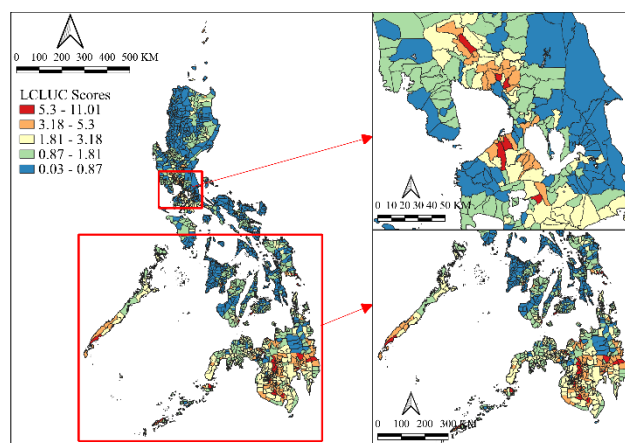 0 100 200 300 400 500 KM
LCLUC Scores
5.3 - 11.01
3.18 - 5.3
1.81 - 3.18
0.87 - 1.81
0.03 - 0.87
0 10 20 30 40 50 KM
0 100 200 300 KM